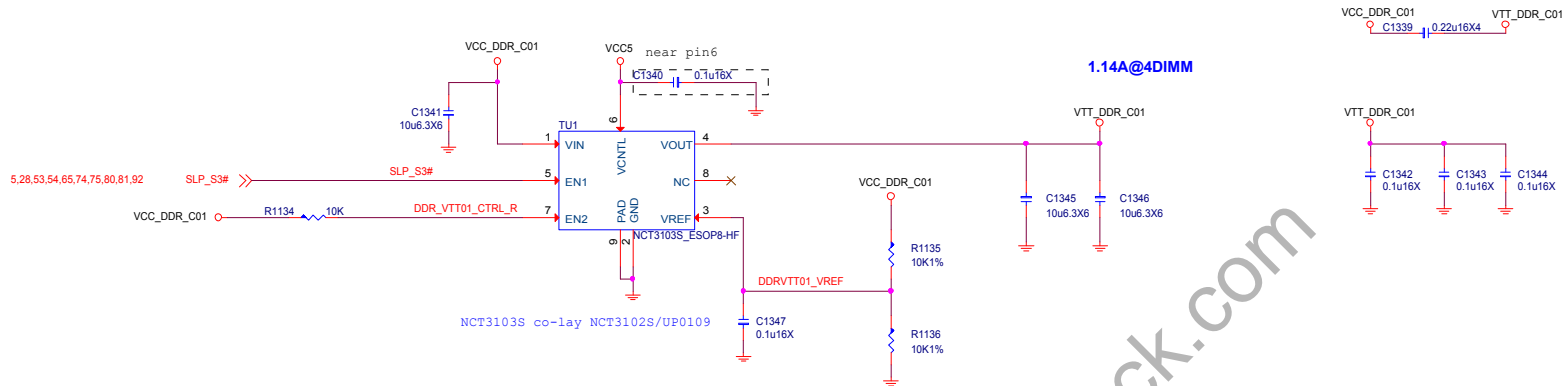 VCC_DDR_C01
VTT_DDR_C01
C1339
0.22u16X4
VCC_DDR_C01
VCC5
near pin6
C1340
0.1u16X
1.14A@4DIMM
C1341
10u6.3X6
6
TU1
VTT_DDR_C01
VTT_DDR_C01
1
VIN
VCNTL
VOUT
4
5,28,53,54,65,74,75,80,81,92
SLP_S3#
SLP_S3#
5
EN1
NC
8
VCC_DDR_C01
C1342
0.1u16X
C1343
0.1u16X
C1344
0.1u16X
C1345
10u6.3X6
C1346
10u6.3X6
VCC_DDR_C01
R1134
10K
DDR_VTT01_CTRL_R
7
EN2
PAD
GND
VREF
3
9
2
NCT3103S_ESOP8-HF
R1135
10K1%
DDRVTT01_VREF
NCT3103S co-lay NCT3102S/UP0109
C1347
0.1u16X
R1136
10K1%
ck.com